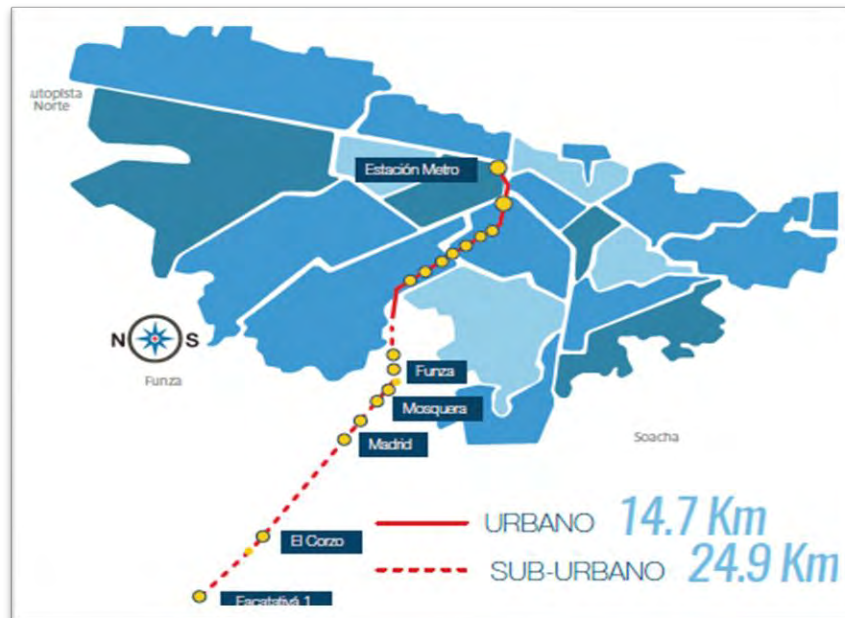 utopista
Norte
Estación Metro
N S
Funza
Funza
Mosquera
Madrid
Soacha
El Corzo
URBANO 14.7 Km
SUB-URBANO 24.9 Km
Facatativá 1